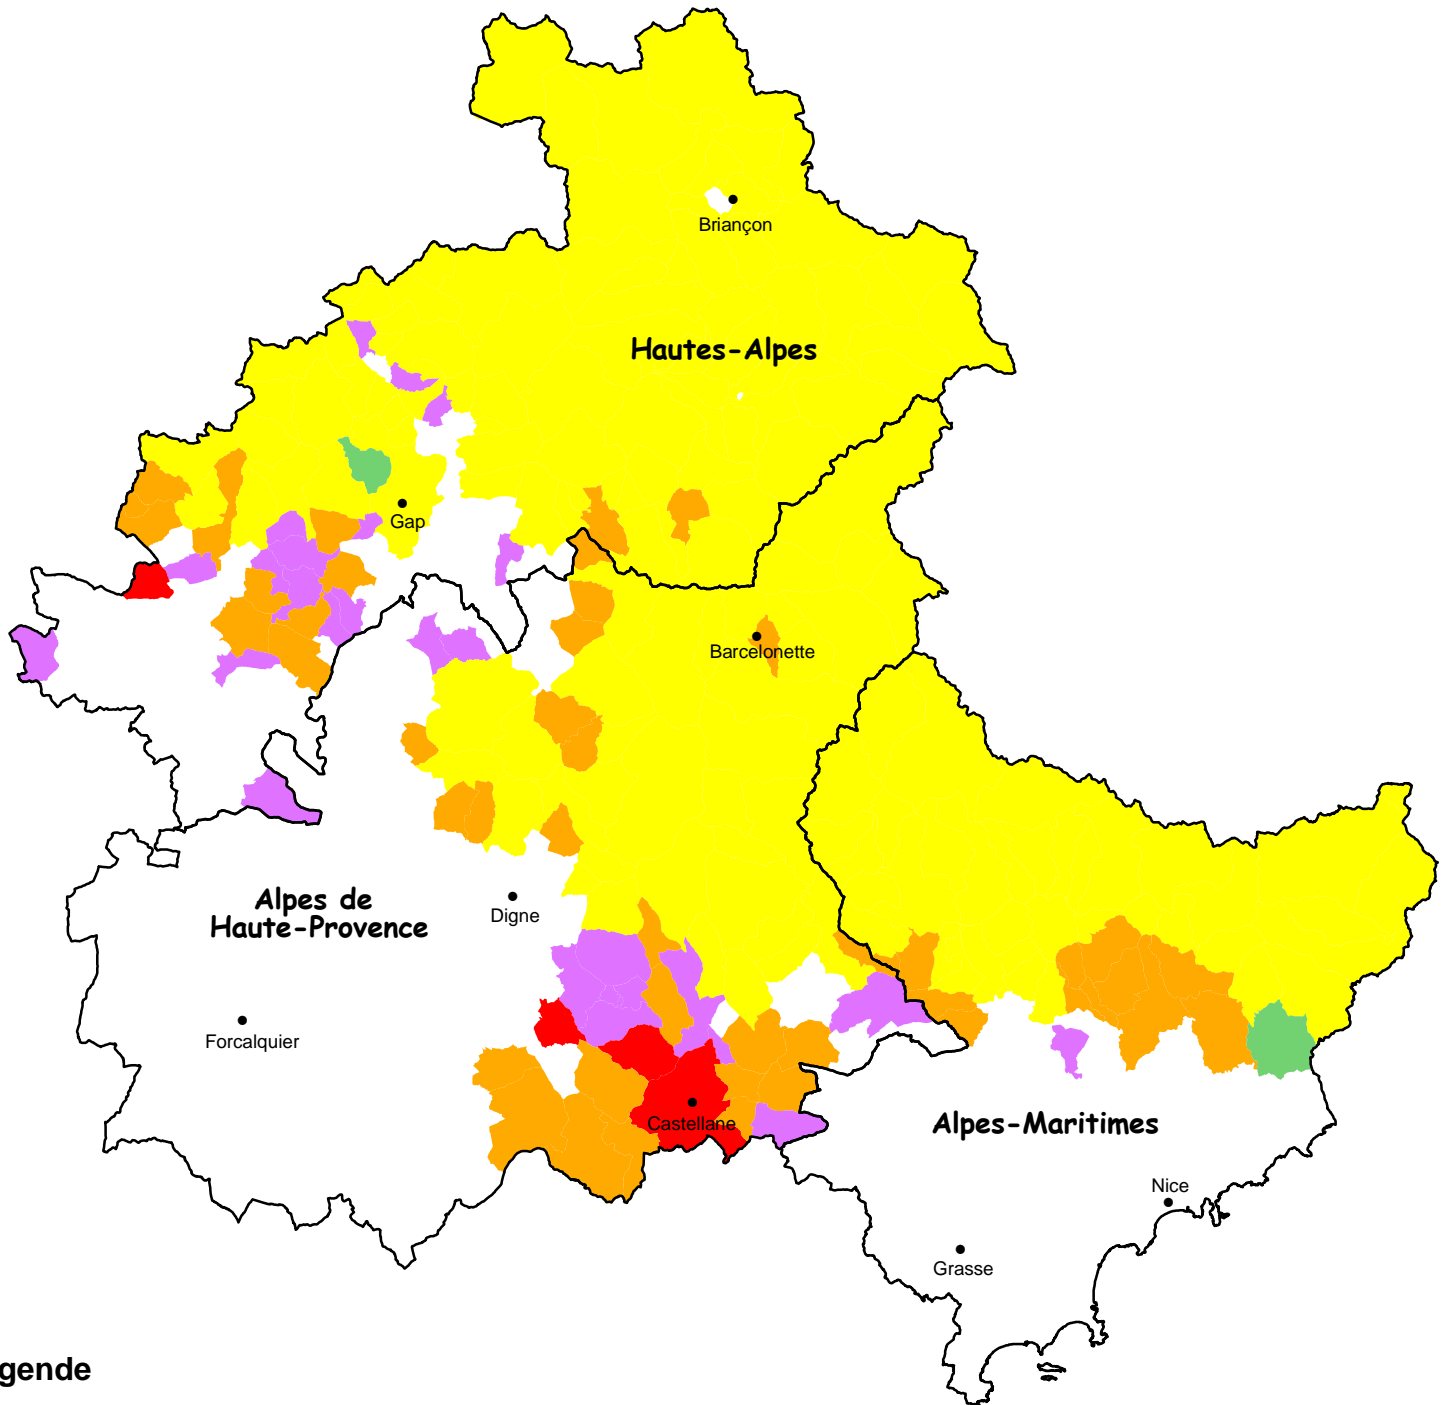 Briançon
Hautes-Alpes
Gap
Barcelonette
Alpes de
Haute-Provence
Digne
Forcalquier
Castellane
Alpes-Maritimes
Nice
Grasse
gende